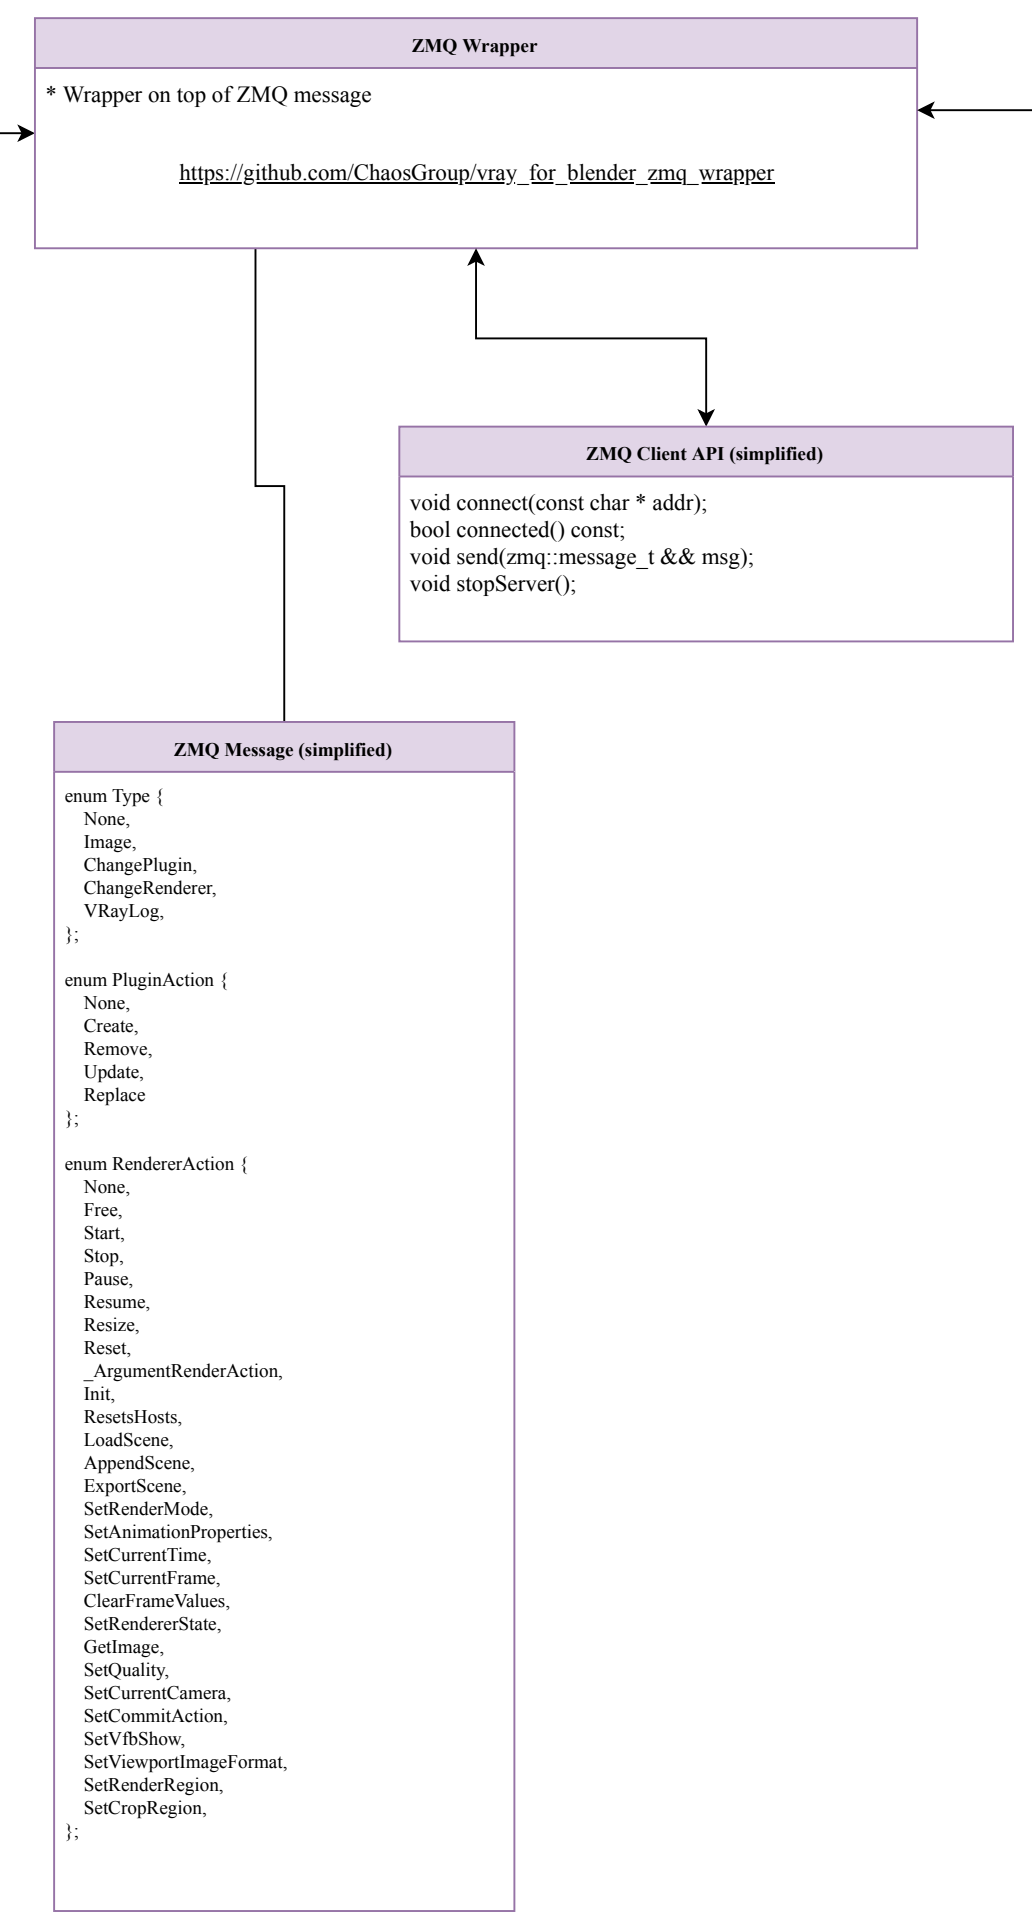 ZMQ Wrapper
* Wrapper on top of ZMQ message
https://github.com/ChaosGroup/vray_for_blender_zmq_wrapper
ZMQ Client API (simplified)
void connect(const char * addr);
bool connected() const;
void send(zmq::message_t && msg);
void stopServer();
ZMQ Message (simplified)
enum Type {
None,
Image,
ChangePlugin,
ChangeRenderer,
VRayLog,
};
enum PluginAction {
None,
Create,
Remove,
Update,
Replace
};
enum RendererAction {
None,
Free,
Start,
Stop,
Pause,
Resume,
Resize,
Reset,
_ArgumentRenderAction,
Init,
ResetsHosts,
LoadScene,
AppendScene,
ExportScene,
SetRenderMode,
SetAnimationProperties,
SetCurrentTime,
SetCurrentFrame,
ClearFrameValues,
SetRendererState,
GetImage,
SetQuality,
SetCurrentCamera,
SetCommitAction,
SetVfbShow,
SetViewportImageFormat,
SetRenderRegion,
SetCropRegion,
};